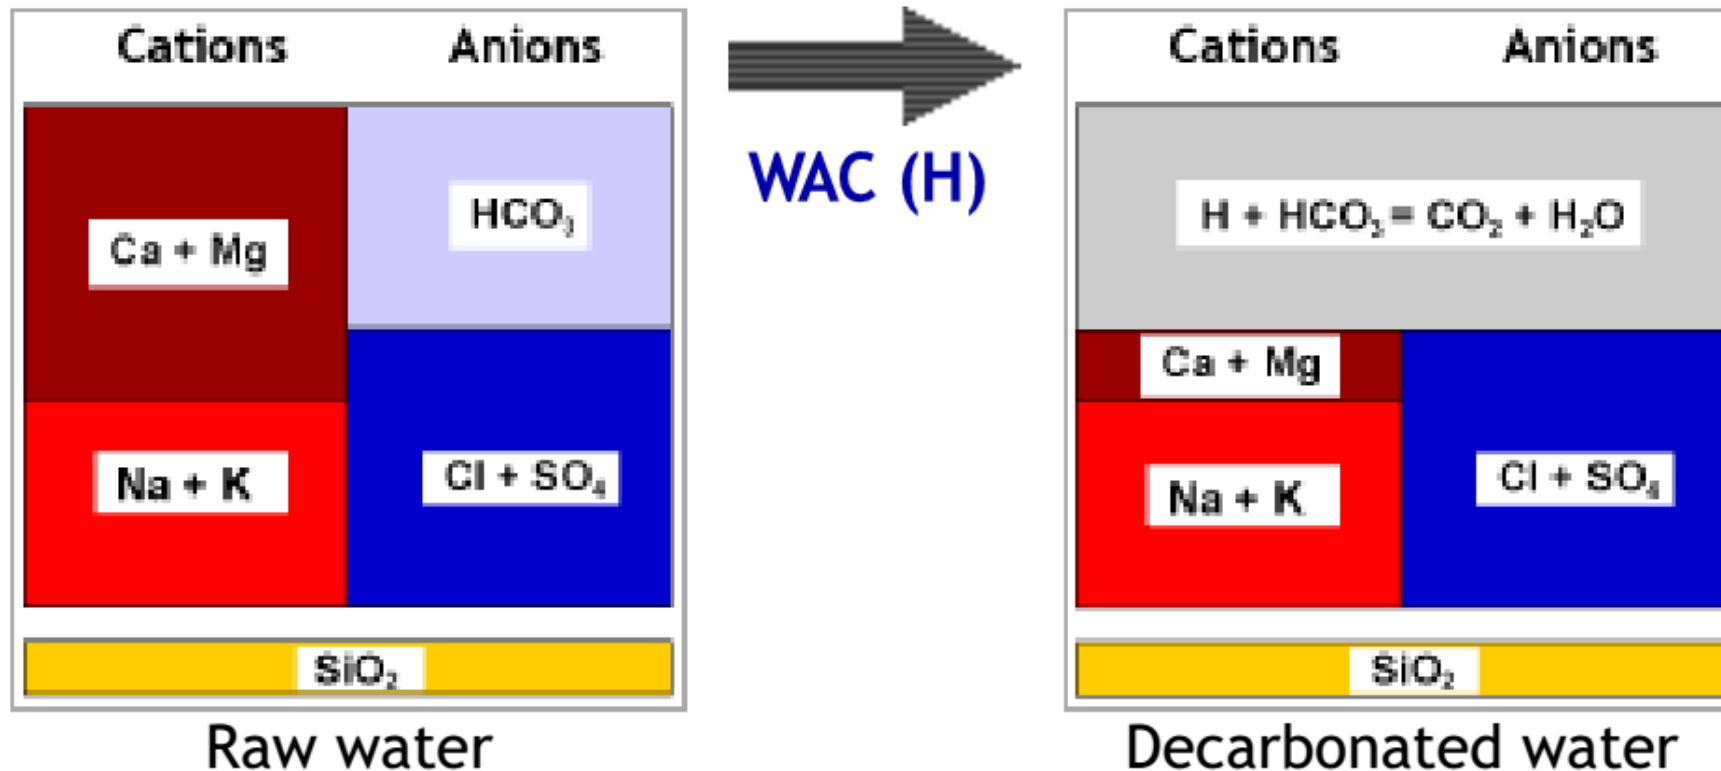 Cations Anions
Ca + Mg
HCO₃
Na + K
Cl + SO₄
SiO₂
Raw water
WAC (H)
Cations Anions
H + HCO₃ = CO₂ + H₂O
Ca + Mg
Na + K
Cl + SO₄
SiO₂
Decarbonated water